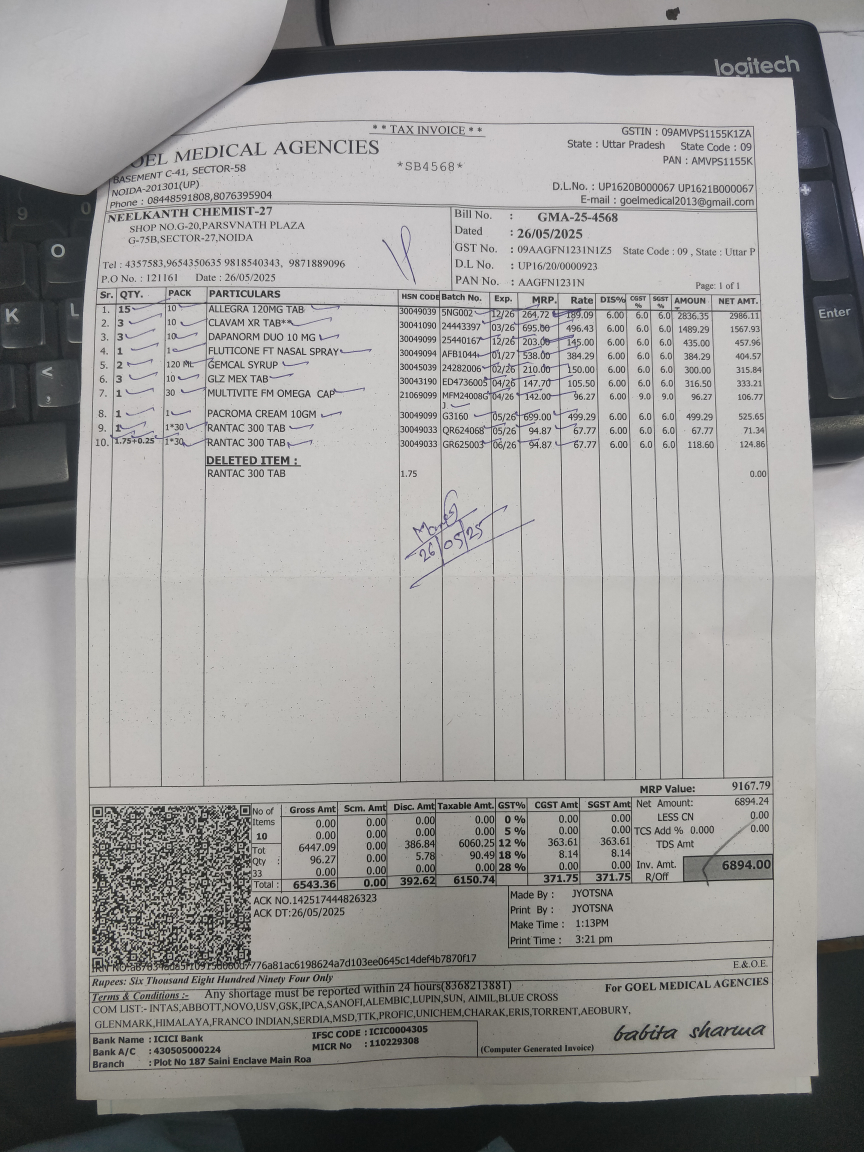 logitech
* * TAX INVOICE * *
GSTIN : 09AMVPS1155K1ZA
GOEL MEDICAL AGENCIES
*SB4568*
State : Uttar Pradesh State Code : 09
PAN : AMVPS1155K
BASEMENT C-41, SECTOR-58
NOIDA-201301(UP)
Phone : 08448591808,8076395904
D.L.No. : UP1620B000067 UP1621B000067
E-mail : goelmedical2013@gmail.com
NEELKANTH CHEMIST-27
SHOP NO.G-20,PARSVNATH PLAZA
G-75B,SECTOR-27,NOIDA
Tel : 4357583,9654350635 9818540343, 9871889096
P.O No. : 121161 Date : 26/05/2025
Bill No. : GMA-25-4568
Dated : 26/05/2025
GST No. : 09AAGFN1231N1Z5 State Code : 09 , State : Uttar P
D.L No. : UP16/20/0000923
PAN No. : AAGFN1231N
Page: 1 of 1
Sr. QTY. PACK PARTICULARS HSN CODE Batch No. Exp. MRP. Rate DIS% CGST % SGST % AMOUN NET AMT.
1. 15 10 ALLEGRA 120MG TAB 30049039 5NG002 12/26 264.72 189.09 6.00 6.0 6.0 2836.35 2986.11
2. 3 10 CLAVAM XR TAB** 30041090 24443397 03/26 695.00 496.43 6.00 6.0 6.0 1489.29 1567.93
3. 3 10 DAPANORM DUO 10 MG 30049099 25440167 12/26 203.00 145.00 6.00 6.0 6.0 435.00 457.96
4. 1 1 FLUTICONE FT NASAL SPRAY 30049094 AFB1044 01/27 538.00 384.29 6.00 6.0 6.0 384.29 404.57
5. 2 120 ML GEMCAL SYRUP 30045039 24282006 02/26 210.00 150.00 6.00 6.0 6.0 300.00 315.84
6. 3 10 GLZ MEX TAB 30043190 ED4736005 04/26 147.70 105.50 6.00 6.0 6.0 316.50 333.21
7. 1 30 MULTIVITE FM OMEGA CAP 21069099 MFM24008G 04/26 142.00 96.27 6.00 9.0 9.0 96.27 106.77
J
8. 1 1 PACROMA CREAM 10GM 30049099 G3160 05/26 699.00 499.29 6.00 6.0 6.0 499.29 525.65
9. 1 1*30 RANTAC 300 TAB 30049033 QR624068 05/26 94.87 67.77 6.00 6.0 6.0 67.77 71.34
10. 1.75+0.25 1*30 RANTAC 300 TAB 30049033 GR625003 06/26 94.87 67.77 6.00 6.0 6.0 118.60 124.86
DELETED ITEM :
RANTAC 300 TAB 1.75 0.00
26/05/25
MRP Value: 9167.79
No of Items 10
Tot Qty : 33
Gross Amt Scm. Amt Disc. Amt Taxable Amt. GST% CGST Amt SGST Amt
0.00 0.00 0.00 0.00 0 % 0.00 0.00
0.00 0.00 0.00 0.00 5 % 0.00 0.00
6447.09 0.00 386.84 6060.25 12 % 363.61 363.61
96.27 0.00 5.78 90.49 18 % 8.14 8.14
0.00 0.00 0.00 0.00 28 % 0.00 0.00
Total : 6543.36 0.00 392.62 6150.74 371.75 371.75
Net Amount: 6894.24
LESS CN 0.00
TCS Add % 0.000 0.00
TDS Amt
Inv. Amt. 6894.00
R/Off
ACK NO.142517444826323
ACK DT:26/05/2025
Made By : JYOTSNA
Print By : JYOTSNA
Make Time : 1:13PM
Print Time : 3:21 pm
E.& O.E.
Rupees: Six Thousand Eight Hundred Ninety Four Only
Terms & Conditions :- Any shortage must be reported within 24 hours(8368213881)
For GOEL MEDICAL AGENCIES
COM LIST:- INTAS,ABBOTT,NOVO,USV,GSK,IPCA,SANOFI,ALEMBIC,LUPIN,SUN, AIMIL,BLUE CROSS
GLENMARK,HIMALAYA,FRANCO INDIAN,SERDIA,MSD,TTK,PROFIC,UNICHEM,CHARAK,ERIS,TORRENT,AEOBURY,
Bank Name : ICICI Bank IFSC CODE : ICIC0004305
Bank A/C : 430505000224 MICR No : 110229308
Branch : Plot No 187 Saini Enclave Main Roa
(Computer Generated Invoice)
babita sharma
Enter
9
O
K
L
<
,
+